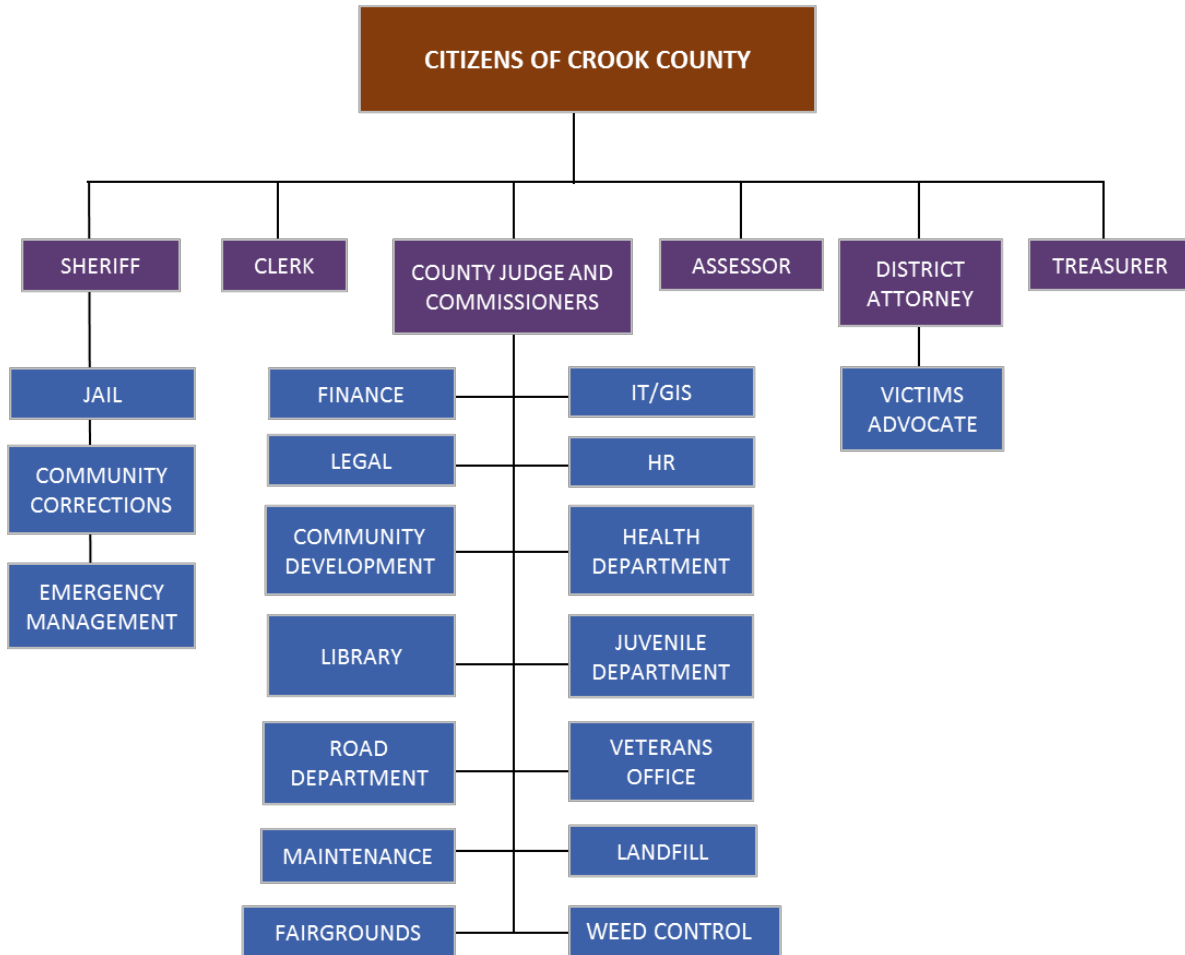 CITIZENS OF CROOK COUNTY
SHERIFF
CLERK
COUNTY JUDGE AND
COMMISSIONERS
ASSESSOR
DISTRICT
ATTORNEY
TREASURER
JAIL
COMMUNITY
CORRECTIONS
EMERGENCY
MANAGEMENT
FINANCE
IT/GIS
LEGAL
HR
COMMUNITY
DEVELOPMENT
HEALTH
DEPARTMENT
LIBRARY
JUVENILE
DEPARTMENT
ROAD
DEPARTMENT
VETERANS
OFFICE
MAINTENANCE
LANDFILL
FAIRGROUNDS
WEED CONTROL
VICTIMS
ADVOCATE